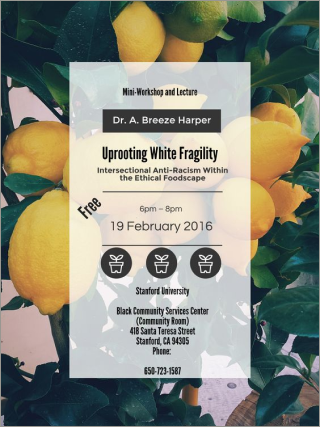 Mini-Workshop and Lecture
Dr. A. Breeze Harper
Uprooting White Fragility
Intersectional Anti-Racism Within
the Ethical Foodscape
Free
6pm – 8pm
19 February 2016
Stanford University
Black Community Services Center
(Community Room)
418 Santa Teresa Street
Stanford, CA 94305
Phone:
650-723-1587